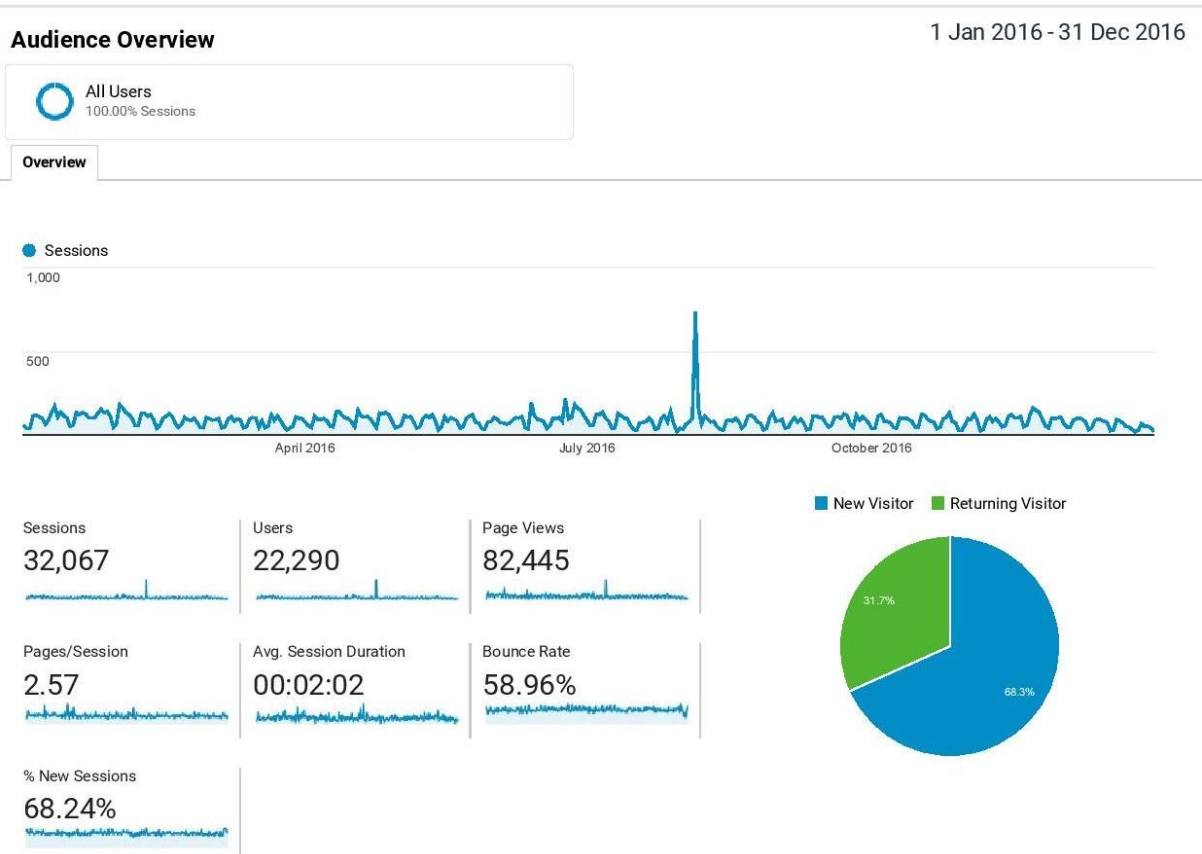 Audience Overview
1 Jan 2016 - 31 Dec 2016
All Users
100.00% Sessions
Overview
Sessions
1,000
500
April 2016
July 2016
October 2016
New Visitor
Returning Visitor
Sessions
32,067
Users
22,290
Page Views
82,445
31.7%
68.3%
Pages/Session
2.57
Avg. Session Duration
00:02:02
Bounce Rate
58.96%
% New Sessions
68.24%